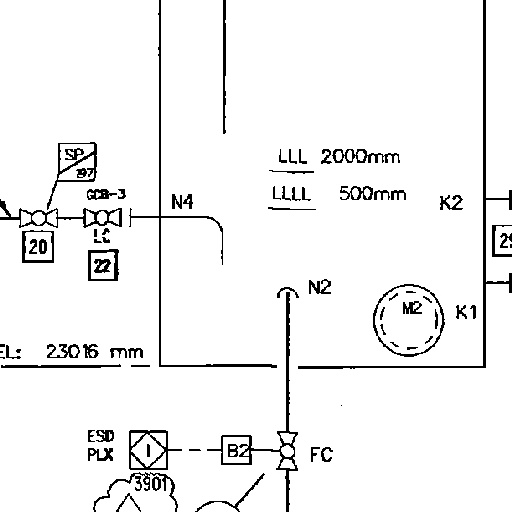 LLL 2000mm
SP
197
GCB-3
LLLL 500mm
N4
K2
LC
20
22
29
N2
M2
K1
EL: 23016 mm
ESD
PLX
I
B2
FC
3901